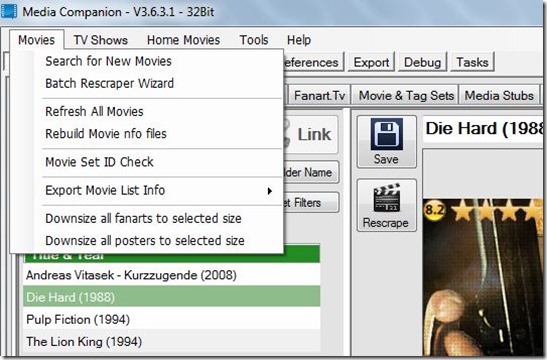 Media Companion - V3.6.3.1 - 32Bit
Movies TV Shows Home Movies Tools Help
Search for New Movies
Batch Rescraper Wizard
Refresh All Movies
Rebuild Movie nfo files
Movie Set ID Check
Export Movie List Info
Downsize all fanarts to selected size
Downsize all posters to selected size
Export Debug Tasks
Fanart.Tv Movie & Tag Sets Media Stubs
Link
Name
Filters
Save
Rescrape
Die Hard (1988
8.2
Title & Year
Andreas Vitasek - Kurzzugende (2008)
Die Hard (1988)
Pulp Fiction (1994)
The Lion King (1994)